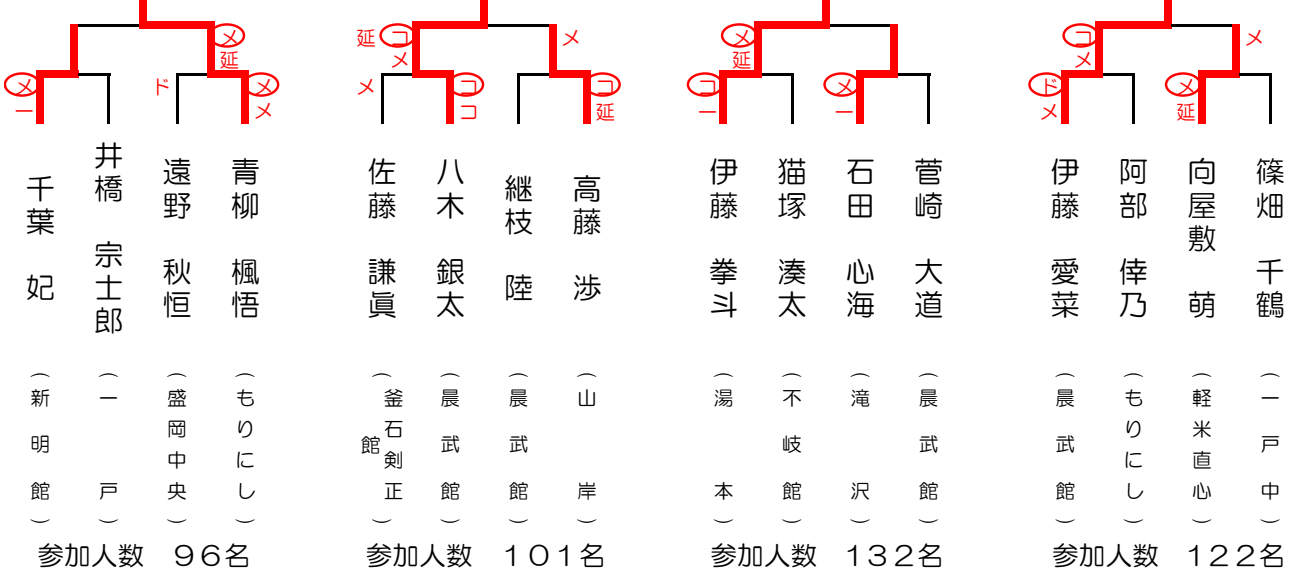 メ
延
メ
一
ド
メ
メ
千葉 妃
井橋 宗士郎
遠野 秋恒
青柳 楓悟
(新明館)
(一戸)
(盛岡中央)
(もりにし)
参加人数 96名
延
コ
メ
メ
メ
コ
コ
コ
延
佐藤 謙眞
八木 銀太
継枝 陸
高藤 渉
(釜石剣正館)
(晨武館)
(晨武館)
(山岸)
参加人数 101名
メ
延
コ
一
メ
一
伊藤 拳斗
猫塚 湊太
石田 心海
菅崎 大道
(湯本)
(不岐館)
(滝沢)
(晨武館)
参加人数 132名
コ
メ
メ
ド
メ
メ
延
伊藤 愛菜
阿部 倖乃
向屋敷 萌
篠畑 千鶴
(晨武館)
(もりにし)
(軽米直心)
(一戸中)
参加人数 122名